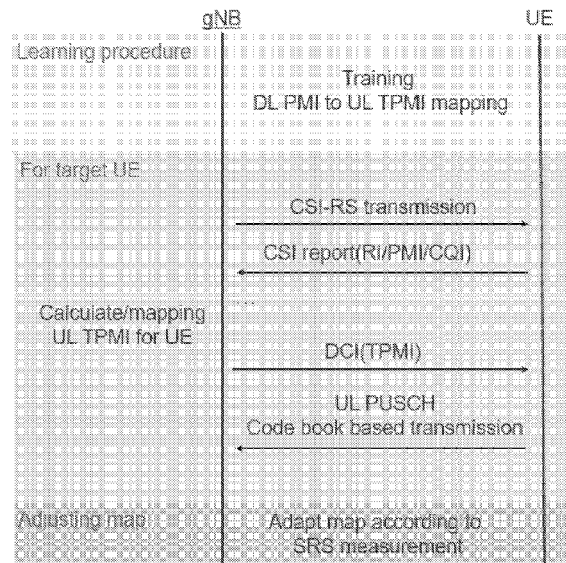 gNB UE
Learning procedure
Training
DL PMI to UL TPMI mapping
For target UE
CSI-RS transmission
CSI report(RI/PMI/CQI)
...
Calculate/mapping
UL TPMI for UE
DCI(TPMI)
UL PUSCH
Code book based transmission
Adjusting map
Adapt map according to
SRS measurement